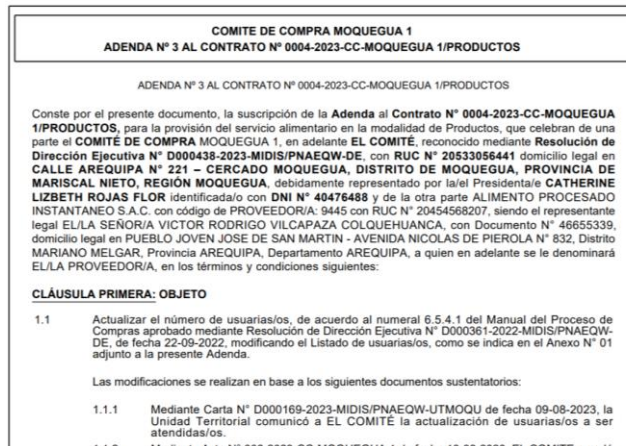 COMITE DE COMPRA MOQUEGUA 1
ADENDA Nº 3 AL CONTRATO Nº 0004-2023-CC-MOQUEGUA 1/PRODUCTOS
ADENDA Nº 3 AL CONTRATO Nº 0004-2023-CC-MOQUEGUA 1/PRODUCTOS
Conste por el presente documento, la suscripción de la Adenda al Contrato N° 0004-2023-CC-MOQUEGUA
1/PRODUCTOS, para la provisión del servicio alimentario en la modalidad de Productos, que celebran de una
parte el COMITÉ DE COMPRA MOQUEGUA 1, en adelante EL COMITÉ, reconocido mediante Resolución de
Dirección Ejecutiva N° D000438-2023-MIDIS/PNAEQW-DE, con RUC N° 20533056441 domicilio legal en
CALLE AREQUIPA N° 221 – CERCADO MOQUEGUA, DISTRITO DE MOQUEGUA, PROVINCIA DE
MARISCAL NIETO, REGIÓN MOQUEGUA, debidamente representado por la/el Presidenta/e CATHERINE
LIZBETH ROJAS FLOR identificada/o con DNI N° 40476488 y de la otra parte ALIMENTO PROCESADO
INSTANTANEO S.A.C. con código de PROVEEDOR/A: 9445 con RUC N° 20454568207, siendo el representante
legal EL/LA SEÑOR/A VICTOR RODRIGO VILCAPAZA COLQUEHUANCA, con Documento N° 46655339,
domicilio legal en PUEBLO JOVEN JOSE DE SAN MARTIN - AVENIDA NICOLAS DE PIEROLA N° 832, Distrito
MARIANO MELGAR, Provincia AREQUIPA, Departamento AREQUIPA, a quien en adelante se le denominará
EL/LA PROVEEDOR/A, en los términos y condiciones siguientes:
CLÁUSULA PRIMERA: OBJETO
1.1 Actualizar el número de usuarias/os, de acuerdo al numeral 6.5.4.1 del Manual del Proceso de
Compras aprobado mediante Resolución de Dirección Ejecutiva N° D000361-2022-MIDIS/PNAEQW-
DE, de fecha 22-09-2022, modificando el Listado de usuarias/os, como se indica en el Anexo N° 01
adjunto a la presente Adenda.
Las modificaciones se realizan en base a los siguientes documentos sustentatorios:
1.1.1 Mediante Carta N° D000169-2023-MIDIS/PNAEQW-UTMOQU de fecha 09-08-2023, la
Unidad Territorial comunicó a EL COMITÉ la actualización de usuarias/os a ser
atendidas/os.